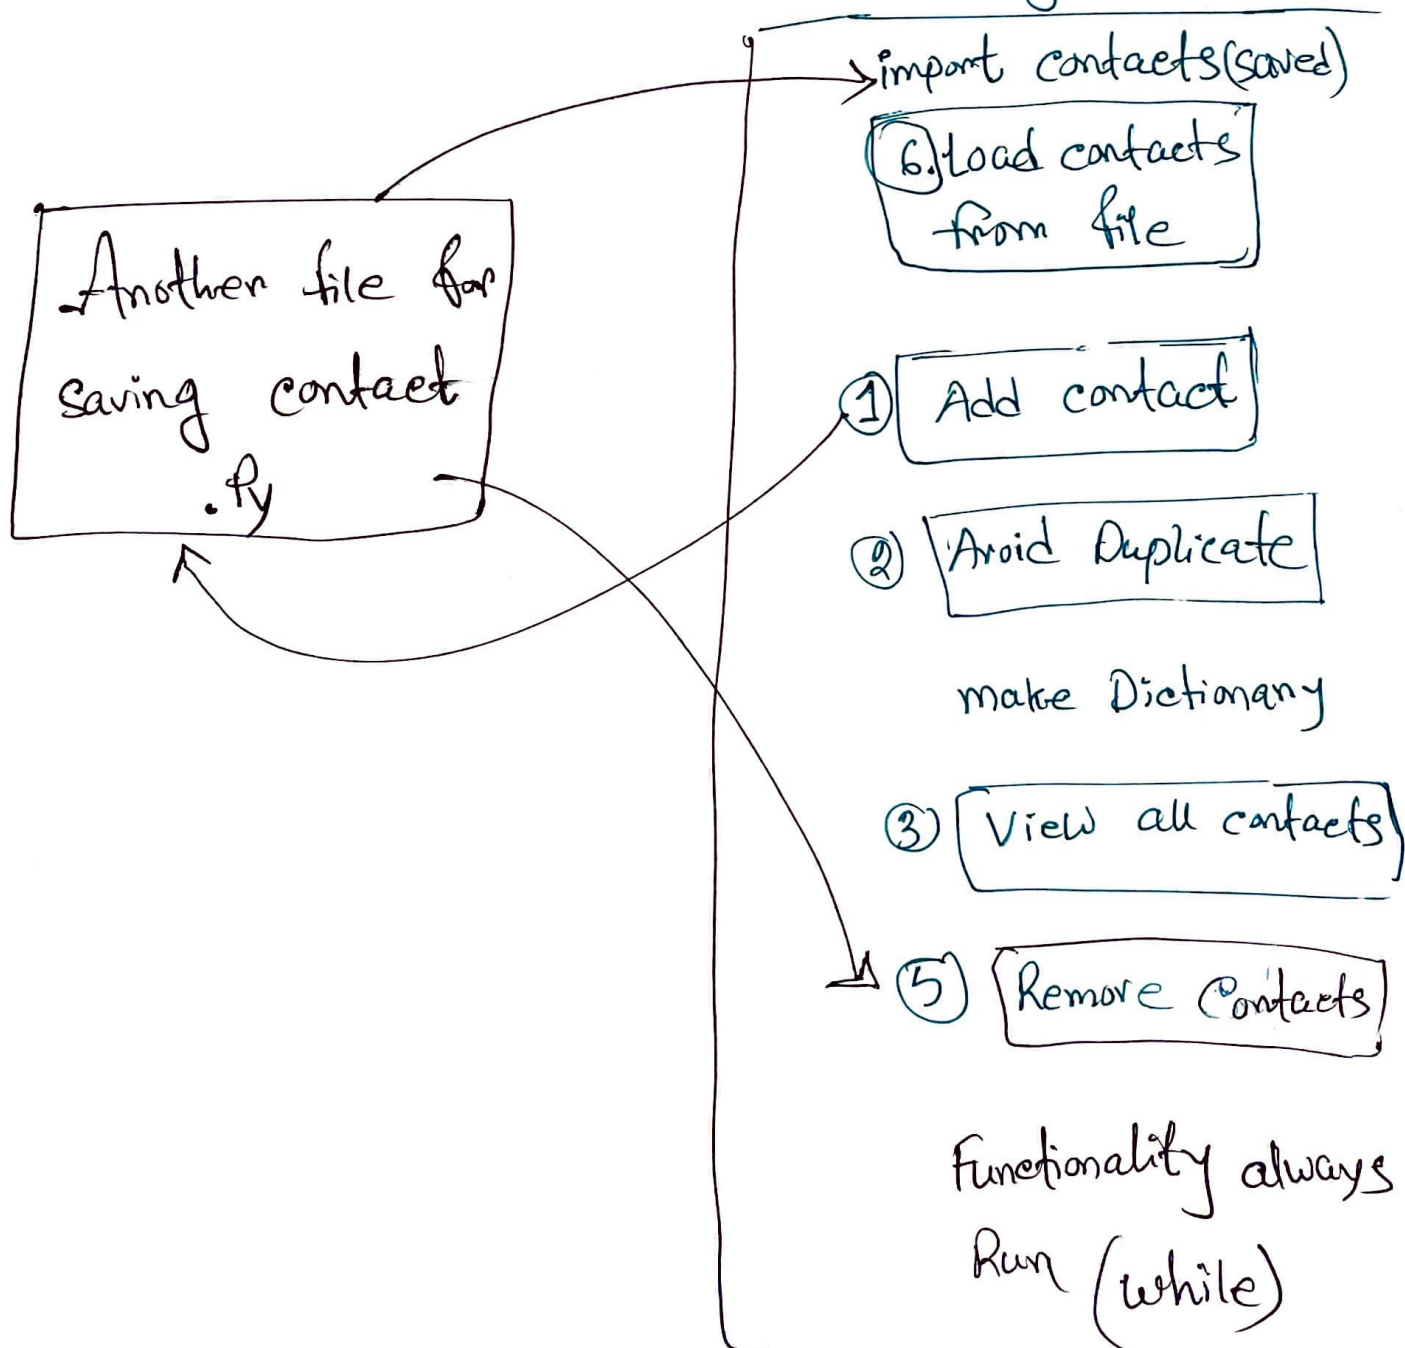 import contacts(saved)
6. Load contacts
from file
Another file for
saving contact
.Py
1 Add contact
2 Avoid Duplicate
make Dictionary
3 View all contacts
5 Remove Contacts
Functionality always
Run (while)